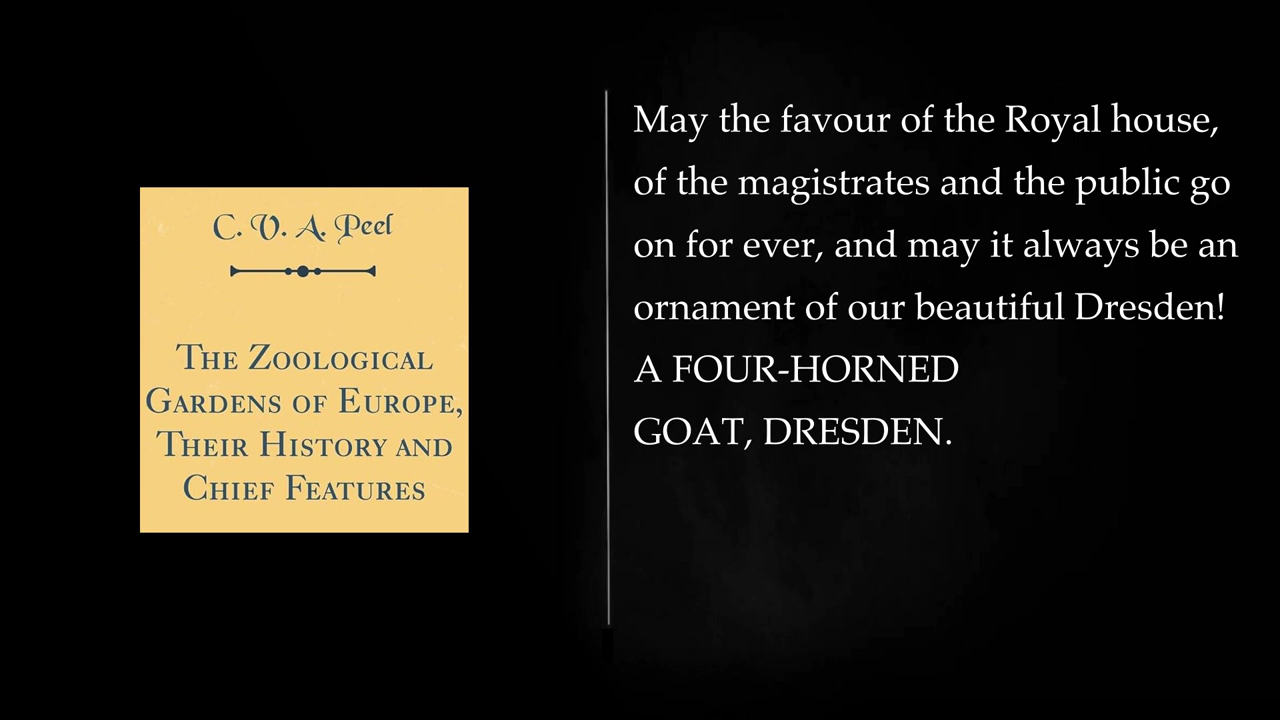 C. V. A. Peel
The Zoological
Gardens of Europe,
Their History and
Chief Features
May the favour of the Royal house,
of the magistrates and the public go
on for ever, and may it always be an
ornament of our beautiful Dresden!
A FOUR-HORNED
GOAT, DRESDEN.